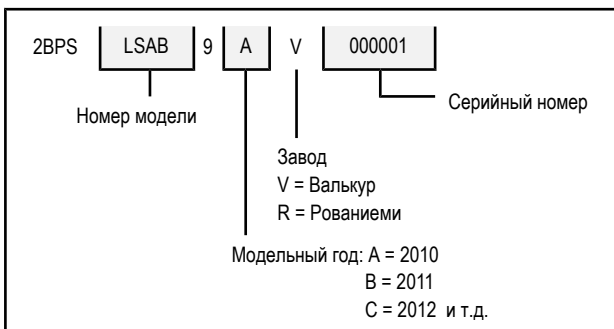 2BPS LSAB 9 A V 000001
Номер модели
Серийный номер
Завод
V = Валькур
R = Рованиеми
Модельный год: A = 2010
B = 2011
C = 2012 и т.д.